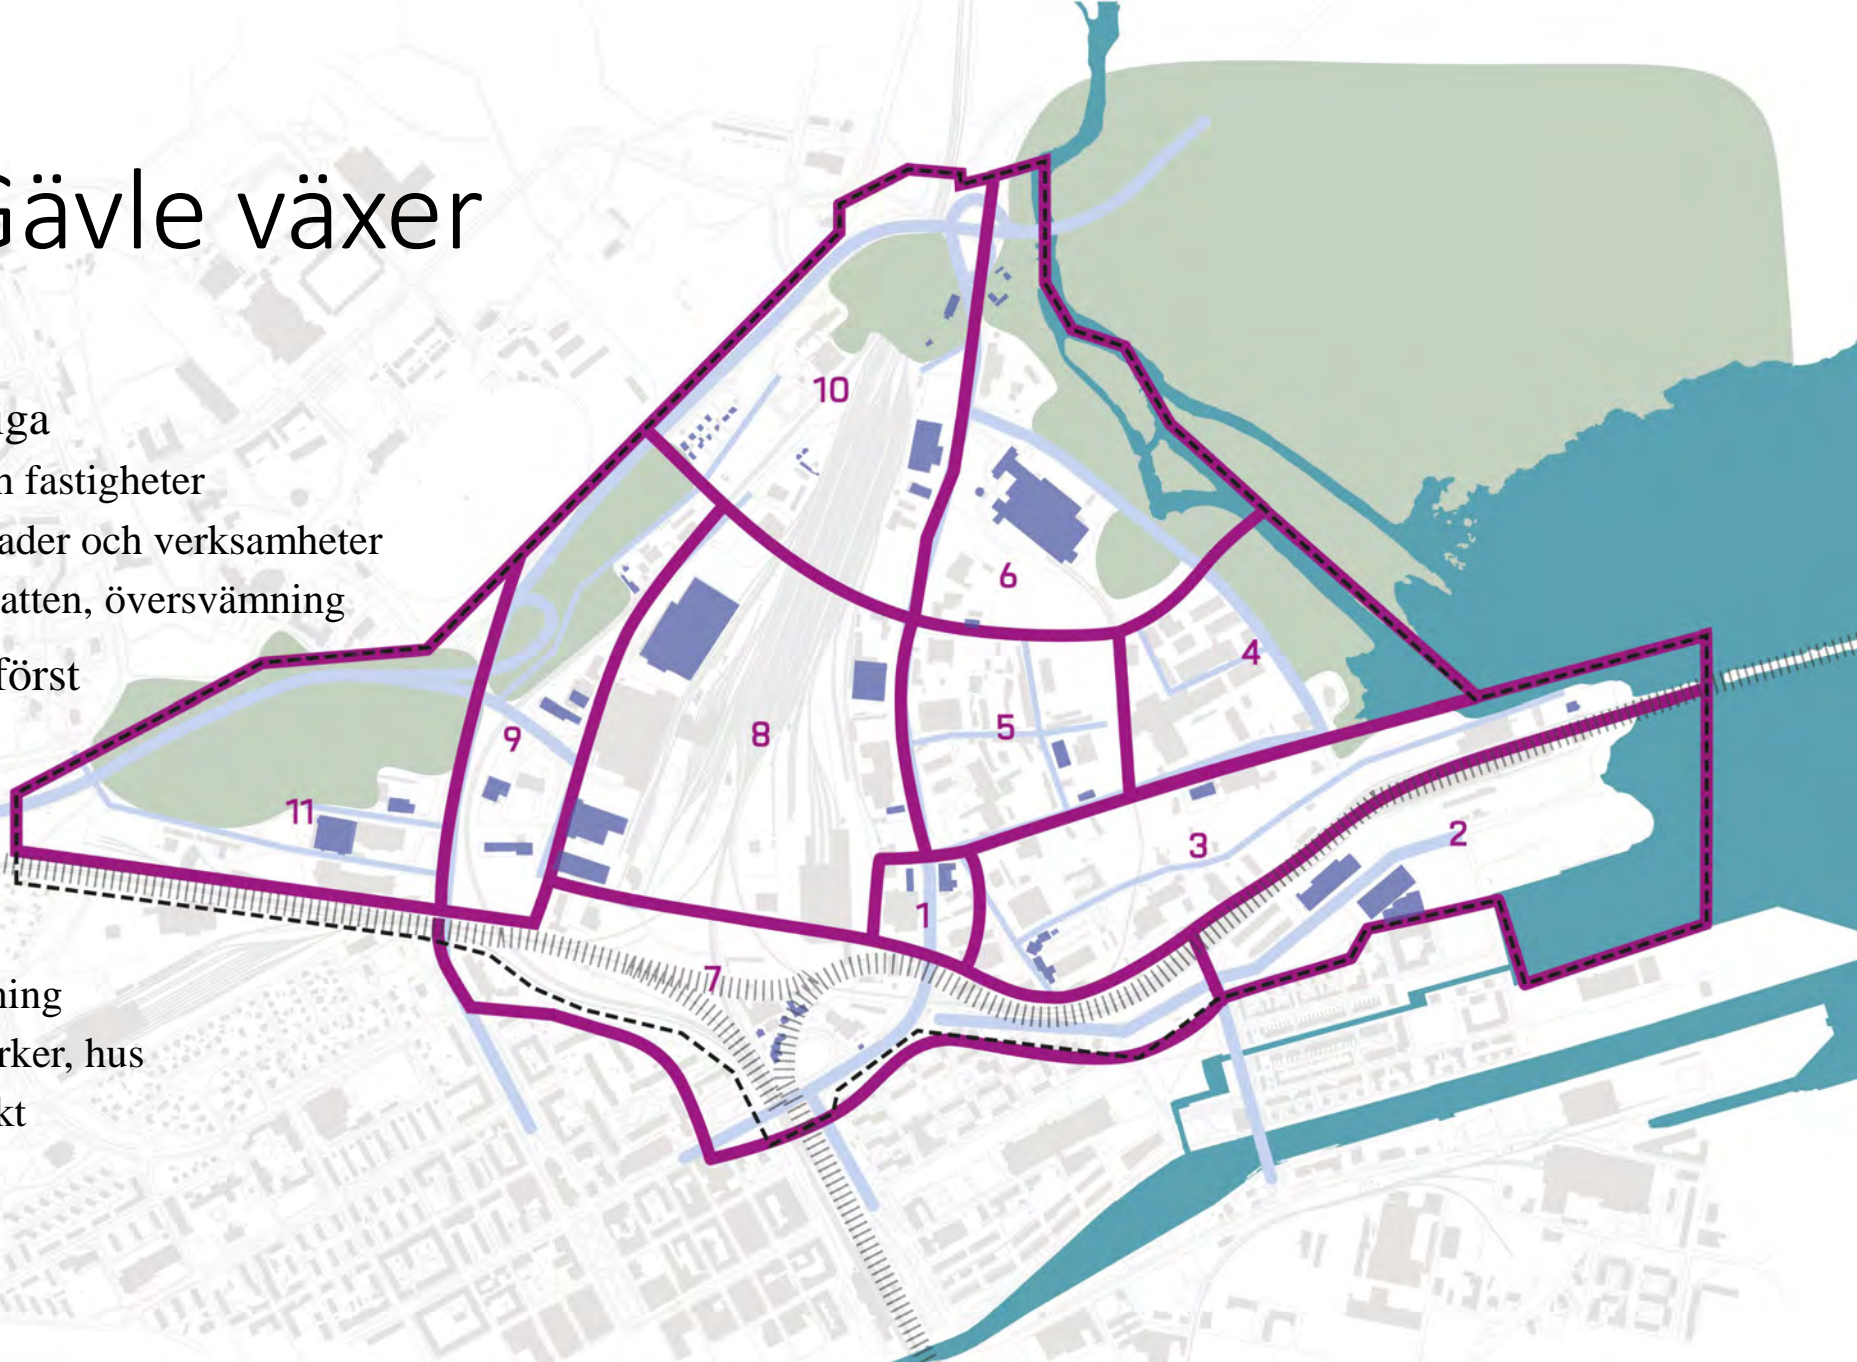 Gävle växer
iga
n fastigheter
ader och verksamheter
atten, översvämning
först
ning
rker, hus
kt
10
6
4
9
8
5
11
3
2
1
7